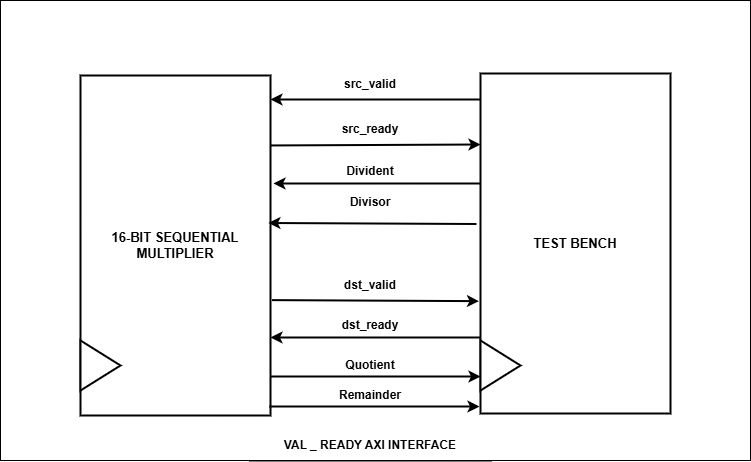 src_valid
src_ready
Divident
Divisor
16-BIT SEQUENTIAL
MULTIPLIER
TEST BENCH
dst_valid
dst_ready
Quotient
Remainder
VAL _ READY AXI INTERFACE